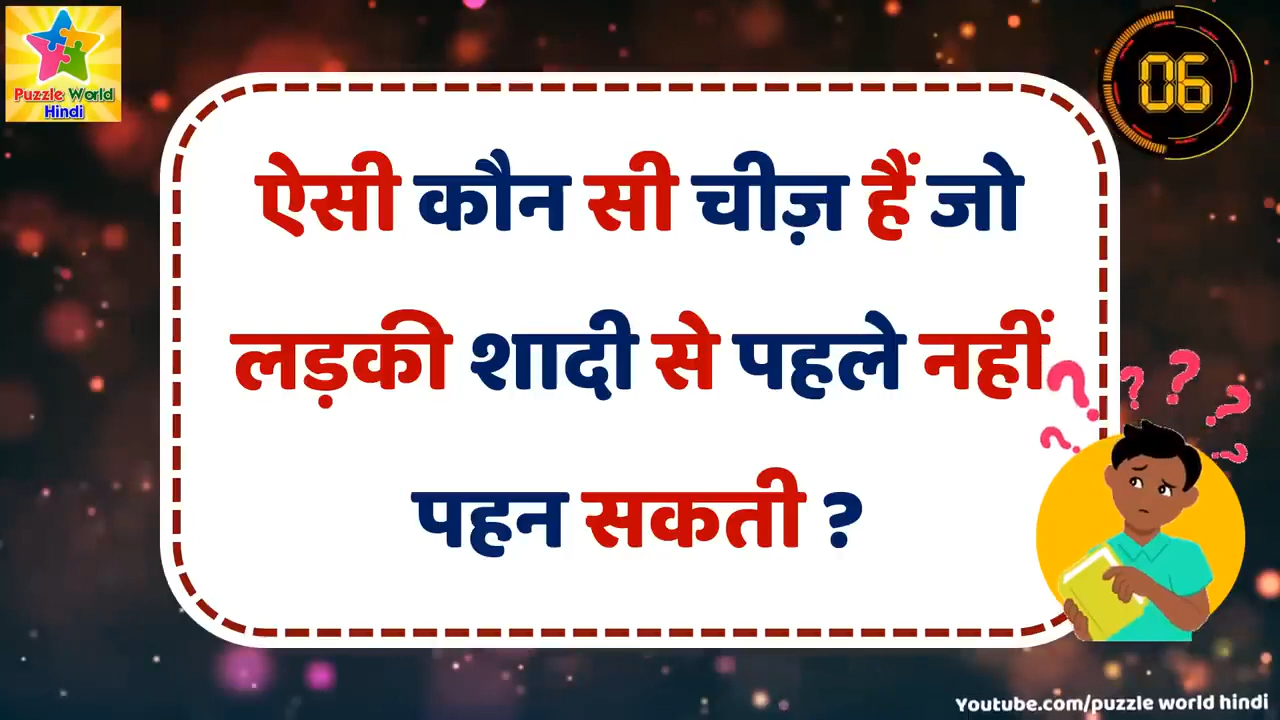 Puzzle World
Hindi
06
ऐसी कौन सी चीज़ हैं जो
लड़की शादी से पहले नहीं
पहन सकती ?
Youtube.com/puzzle world hindi